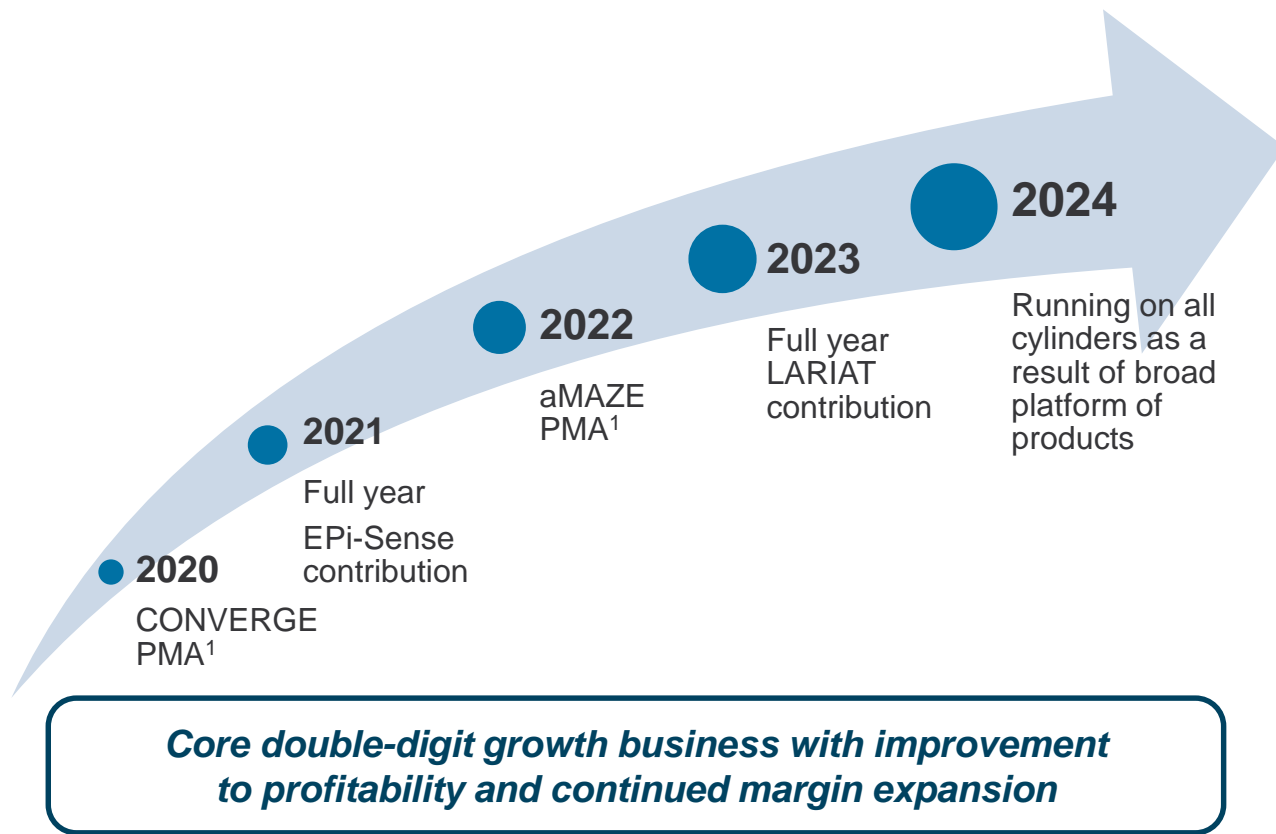 2020
CONVERGE
PMA1
2021
Full year
EPi-Sense
contribution
2022
aMAZE
PMA1
2023
Full year
LARIAT
contribution
2024
Running on all
cylinders as a
result of broad
platform of
products
Core double-digit growth business with improvement
to profitability and continued margin expansion